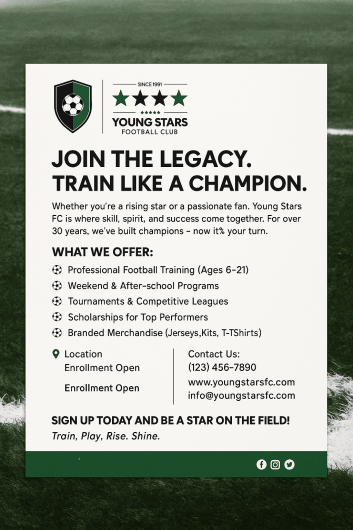 SINCE 1991
YOUNG STARS
FOOTBALL CLUB
JOIN THE LEGACY.
TRAIN LIKE A CHAMPION.
Whether you're a rising star or a passionate fan. Young Stars
FC is where skill, spirit, and success come together. For over
30 years, we've built champions – now it% your turn.
WHAT WE OFFER:
Professional Football Training (Ages 6–21)
Weekend & After-school Programs
Tournaments & Competitive Leagues
Scholarships for Top Performers
Branded Merchandise (Jerseys,Kits, T-TShirts)
Location
Enrollment Open
Enrollment Open
Contact Us:
(123) 456–7890
www.youngstarsfc.com
info@youngstarsfc.com
SIGN UP TODAY AND BE A STAR ON THE FIELD!
Train, Play, Rise. Shine.